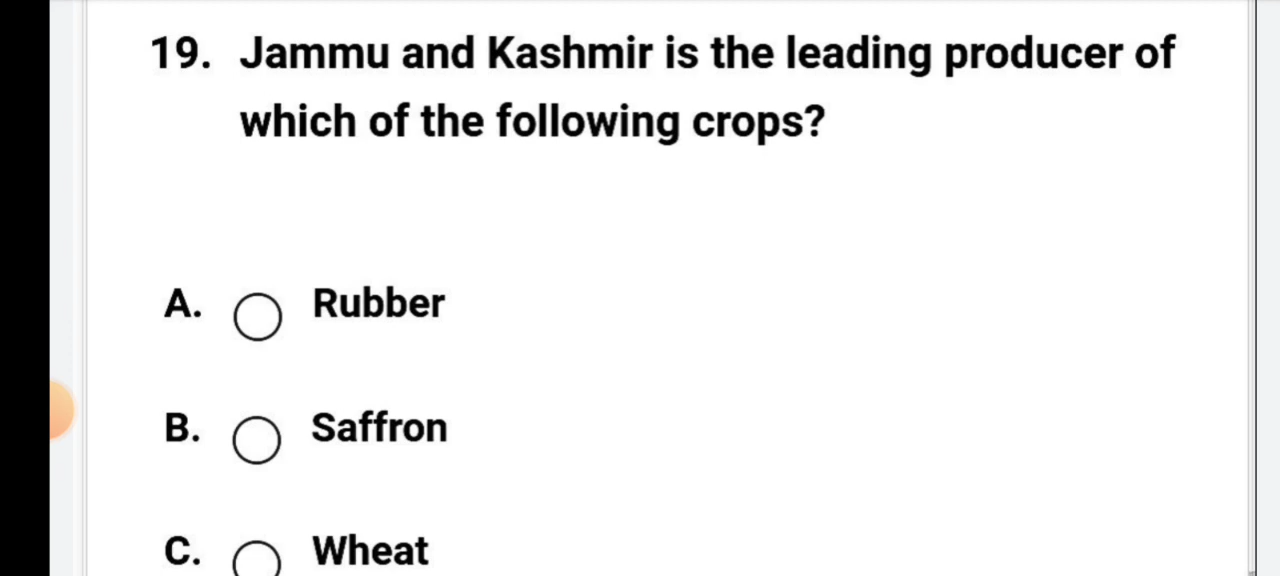 19. Jammu and Kashmir is the leading producer of
which of the following crops?
A. Rubber
B. Saffron
C. Wheat